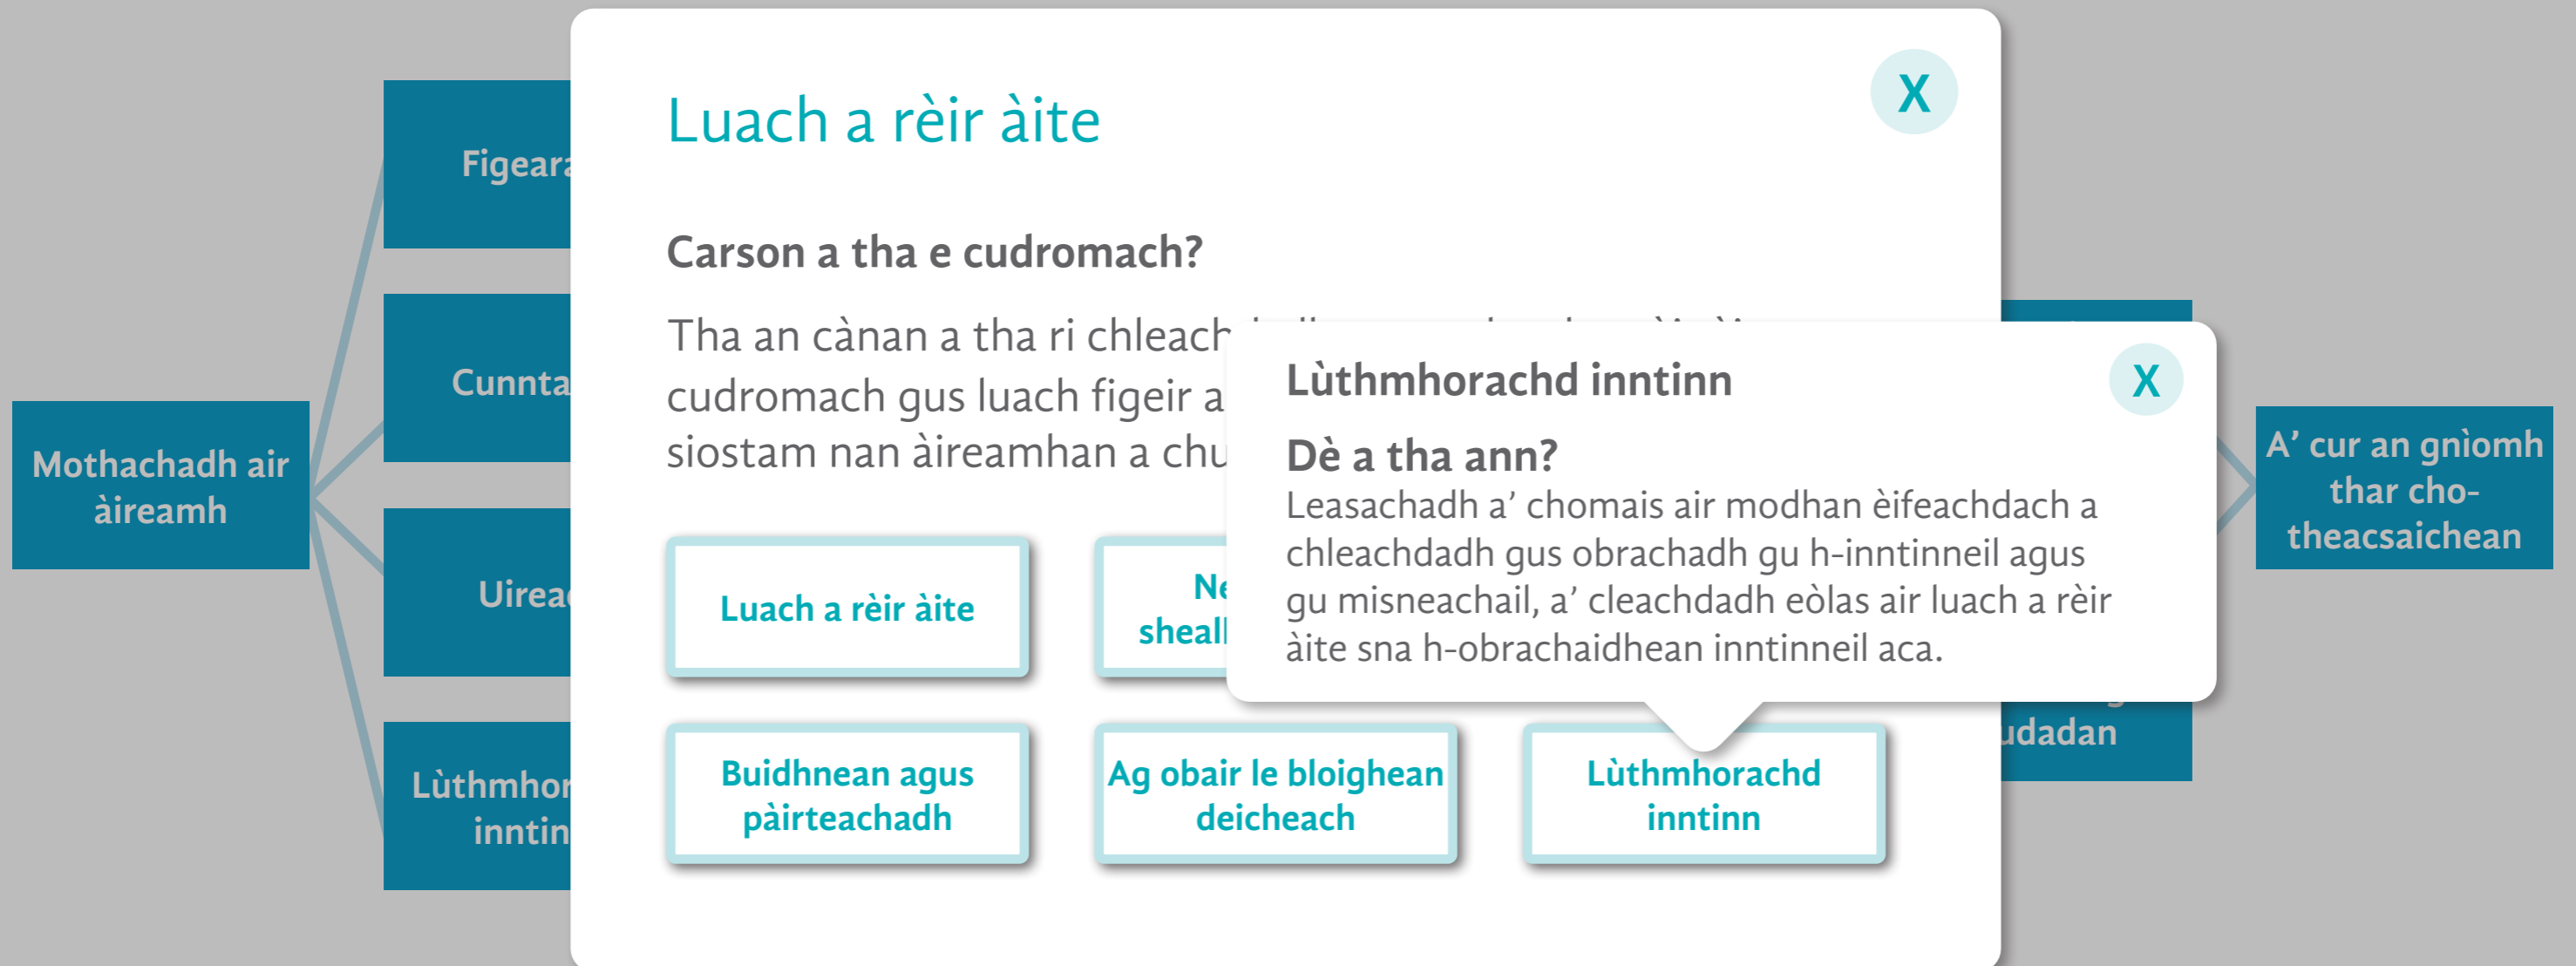 Mothachadh air
àireamh
Lùthmhorachd inntinn
Luach a rèir àite
X
Carson a tha e cudromach?
Tha an cànan a tha ri
cudromach gus luach figeir
siostam nan àireamhan a
Lùthmhorachd inntinn
X
Dè a tha ann?
Leasachadh a’ chomais air modhan èifeachdach a
chleachdadh gus obrachadh gu h-inntinneil agus
gu misneachail, a’ cleachdadh eòlas air luach a rèir
àite sna h-obrachaidhean inntinneil aca.
Luach a rèir àite
Buidhnean agus
pàirteachadh
Ag obair le bloighean
deicheach
Lùthmhorachd
inntinn
A’ cur an gnìomh
thar cho-
theacsaichean